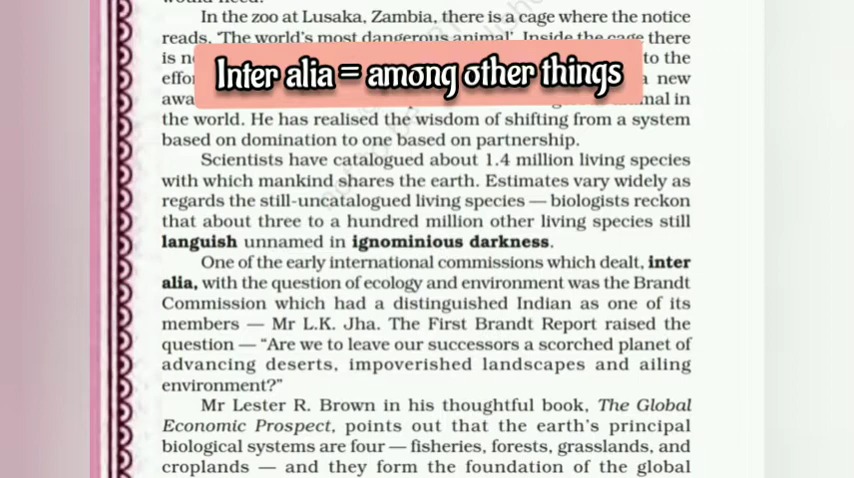 would need?
In the zoo at Lusaka, Zambia, there is a cage where the notice
reads, 'The world's most dangerous animal'. Inside the cage there
is to the
a new
in
the world. He has realised the wisdom of shifting from a system
based on domination to one based on partnership.
Scientists have catalogued about 1.4 million living species
with which mankind shares the earth. Estimates vary widely as
regards the still-uncatalogued living species — biologists reckon
that about three to a hundred million other living species still
languish unnamed in ignominious darkness.
One of the early international commissions which dealt, inter
alia, with the question of ecology and environment was the Brandt
Commission which had a distinguished Indian as one of its
members — Mr L.K. Jha. The First Brandt Report raised the
question — “Are we to leave our successors a scorched planet of
advancing deserts, impoverished landscapes and ailing
environment?”
Mr Lester R. Brown in his thoughtful book, The Global
Economic Prospect, points out that the earth's principal
biological systems are four — fisheries, forests, grasslands, and
croplands — and they form the foundation of the global
Inter alia = among other things